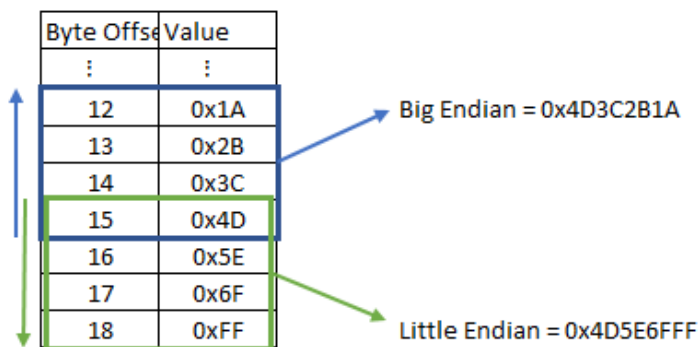 Byte Offse Value
⋮ ⋮
12 0x1A
13 0x2B
14 0x3C
15 0x4D
16 0x5E
17 0x6F
18 0xFF
Big Endian = 0x4D3C2B1A
Little Endian = 0x4D5E6FFF